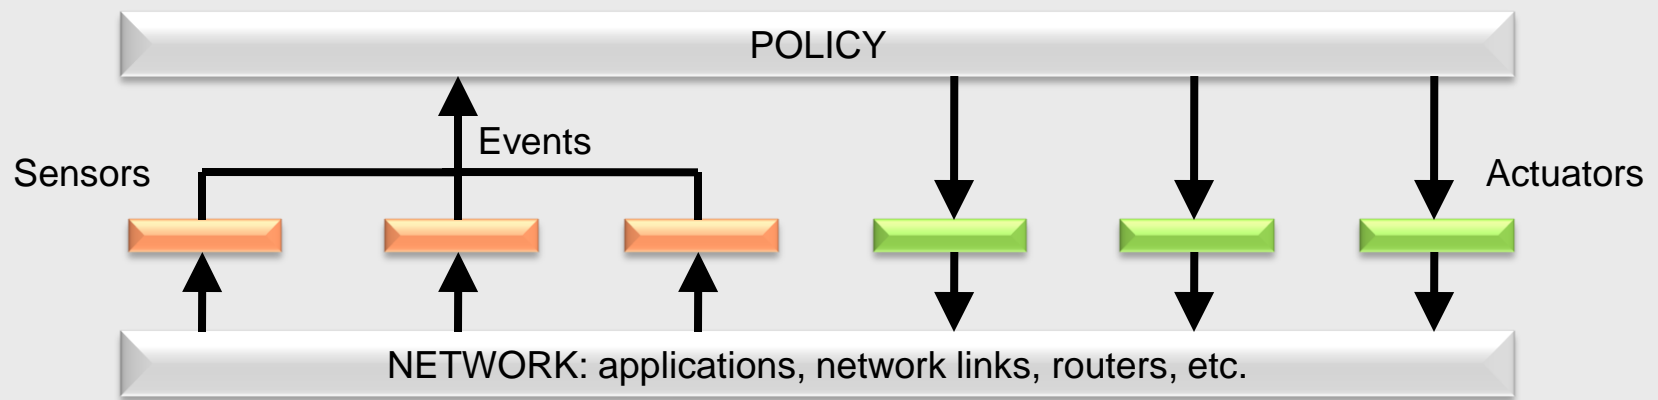 POLICY
Events
Sensors
Actuators
NETWORK: applications, network links, routers, etc.